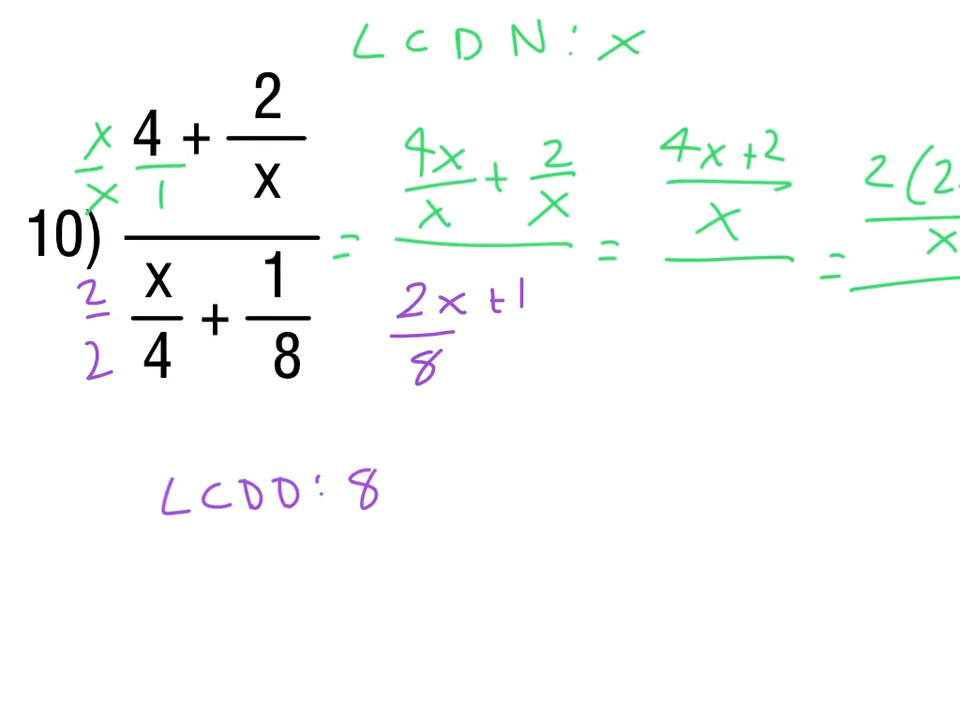 LCDN: x
x/x 4/1 + 2/x = 4x/x + 2/x = 4x+2/x = 2(2
x
10)
2/2 x/4 + 1/8 2x+1/8
LCDD: 8